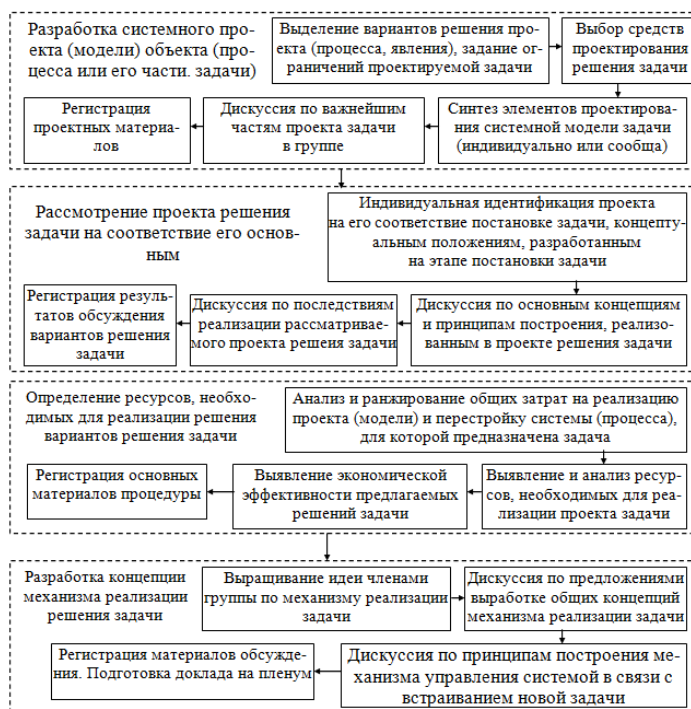 Разработка системного про-
екта (модели) объекта (про-
цесса или его части. задачи)
Выделение вариантов решения про-
екта (процесса, явления), задание ог-
раничений проектируемой задачи
Выбор средств
проектирования
решения задачи
Регистрация
проектных материа-
лов
Дискуссия по важнейшим
частям проекта задачи
в группе
Синтез элементов проектирова-
ния системной модели задачи
(индивидуально или сообща)
Рассмотрение проекта решения
задачи на соответствие его основ-
ным
Индивидуальная идентификация проекта
на его соответствие постановке задачи, концепту-
альным положениям, разработанным
на этапе постановки задачи
Регистрация резуль-
татов обсуждения
вариантов решения
задачи
Дискуссия по последствиям
реализации рассматривае-
мого проекта решеия задачи
Дискуссия по основным концепциям
и принципам построения, реализо-
ванным в проекте решения задачи
Определение ресурсов, необхо-
димых для реализации решения
вариантов решения задачи
Анализ и ранжирование общих затрат на реализацию
проекта (модели) и перестройку системы (процесса),
для которой предназначена задача
Регистрация основных
материалов процедуры
Выявление экономической
эффективности предлагаемых
решений задачи
Выявление и анализ ресур-
сов, необходимых для реа-
лизации проекта задачи
Разработка концепции
механизма реализации
решения задачи
Выращивание идеи членами
группы по механизму реализации
задачи
Дискуссия по предложениями
выработке общих концепций
механизма реализации задачи
Регистрация материалов обсужде-
ния. Подготовка доклада на пленум
Дискуссия по принципам построения ме-
ханизма управления системой в связи с
встраиванием новой задачи